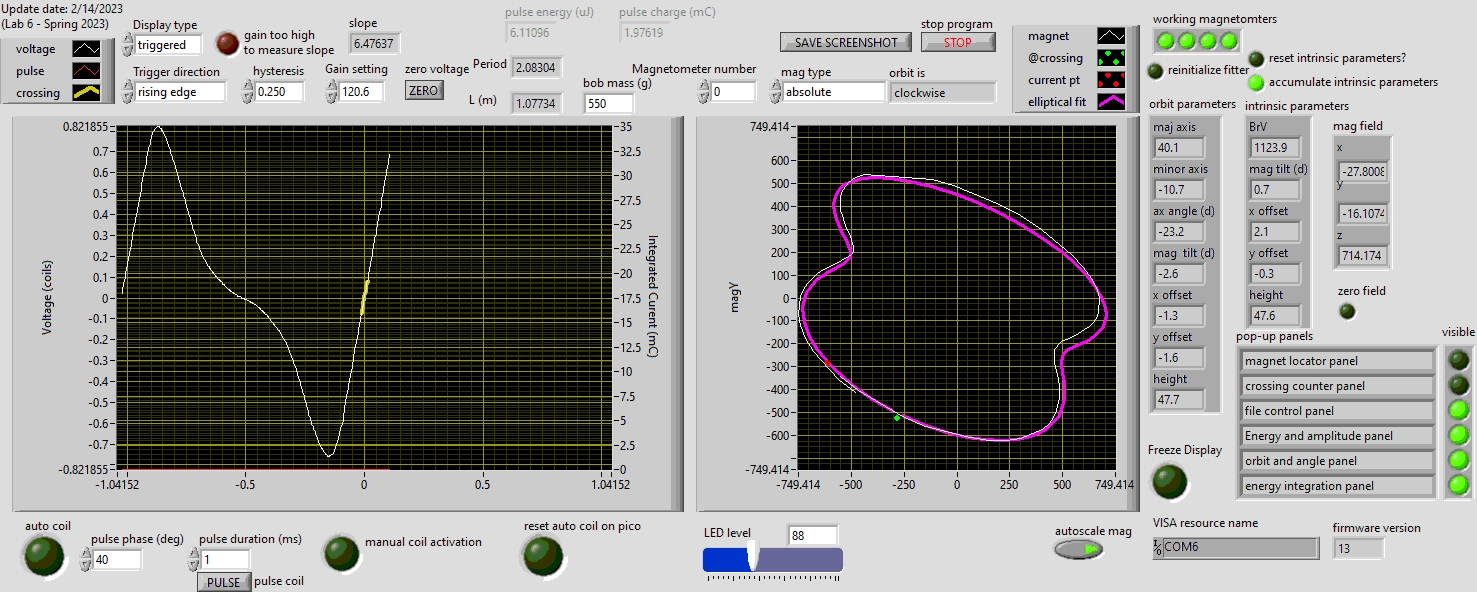 Update date: 2/14/2023
(Lab 6 - Spring 2023)
voltage
pulse
crossing
Display type
triggered
gain too high
to measure slope
slope
6.47637
pulse energy (uJ)
6.11096
pulse charge (mC)
1.97619
Trigger direction
rising edge
hysteresis
0.250
Gain setting
120.6
zero voltage
ZERO
Period
2.08304
L (m)
1.07734
bob mass (g)
550
SAVE SCREENSHOT
stop program
STOP
Magnetometer number
0
mag type
absolute
orbit is
clockwise
magnet
@crossing
current pt
elliptical fit
working magnetomters
reinitialize fitter
reset intrinsic parameters?
accumulate intrinsic parameters
orbit parameters
maj axis
40.1
minor axis
-10.7
ax angle (d)
-23.2
mag tilt (d)
-2.6
x offset
-1.3
y offset
-1.6
height
47.7
intrinsic parameters
BrV
1123.9
mag tilt (d)
0.7
x offset
2.1
y offset
-0.3
height
47.6
mag field
x
-27.8008
y
-16.1074
z
714.174
zero field
Voltage (coils)
0.821855
0.7
0.6
0.5
0.4
0.3
0.2
0.1
0
-0.1
-0.2
-0.3
-0.4
-0.5
-0.6
-0.7
-0.821855
-1.04152
-0.5
0
0.5
1.04152
35
32.5
30
27.5
25
22.5
20
17.5
15
12.5
10
7.5
5
2.5
0
Integrated Current (mC)
magY
749.414
600
500
400
300
200
100
0
-100
-200
-300
-400
-500
-600
-749.414
-749.414
-500
-250
0
250
500
749.414
pop-up panels
visible
magnet locator panel
crossing counter panel
file control panel
Energy and amplitude panel
orbit and angle panel
energy integration panel
Freeze Display
auto coil
pulse phase (deg)
40
pulse duration (ms)
1
PULSE
pulse coil
manual coil activation
reset auto coil on pico
LED level
88
autoscale mag
VISA resource name
COM6
firmware version
13